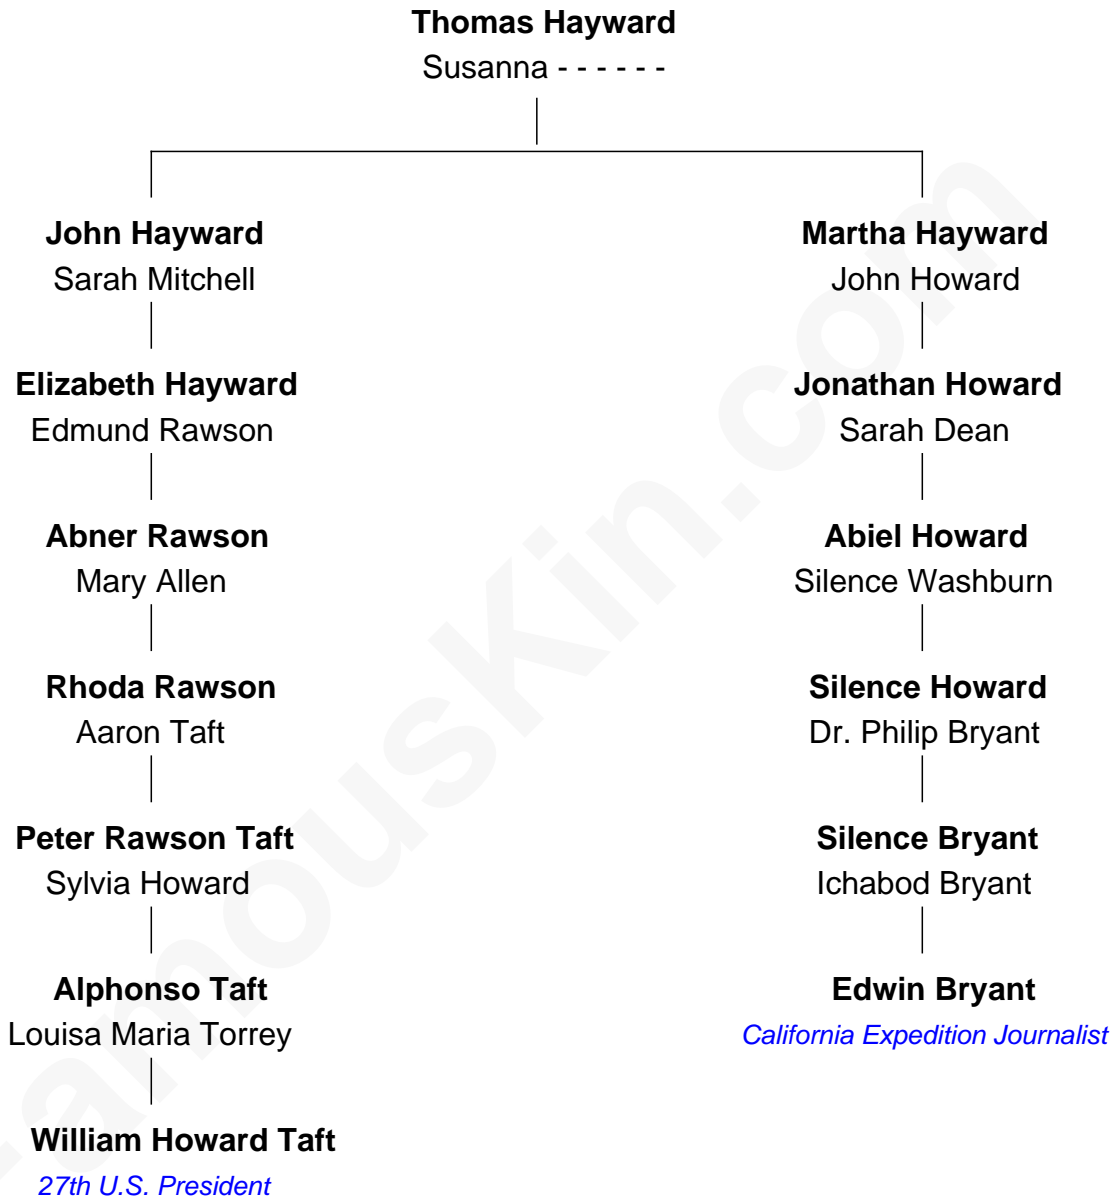 Thomas Hayward
Susanna - - - - - -
John Hayward
Sarah Mitchell
Martha Hayward
John Howard
Elizabeth Hayward
Edmund Rawson
Jonathan Howard
Sarah Dean
Abner Rawson
Mary Allen
Abiel Howard
Silence Washburn
Rhoda Rawson
Aaron Taft
Silence Howard
Dr. Philip Bryant
Peter Rawson Taft
Sylvia Howard
Silence Bryant
Ichabod Bryant
Alphonso Taft
Louisa Maria Torrey
Edwin Bryant
California Expedition Journalist
William Howard Taft
27th U.S. President
FamousKin.com